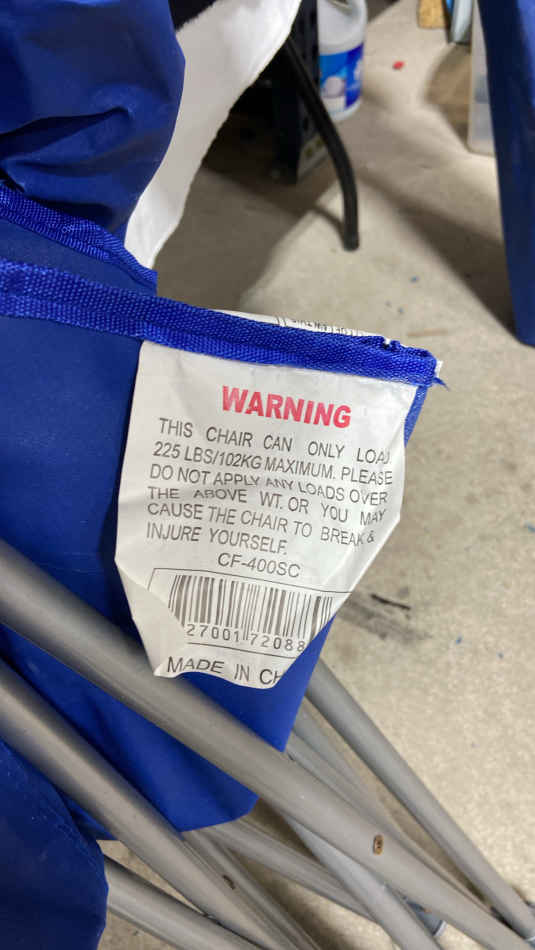 WARNING
THIS CHAIR CAN ONLY LOAD
225 LBS/102KG MAXIMUM. PLEASE
DO NOT APPLY ANY LOADS OVER
THE ABOVE WT. OR YOU MAY
CAUSE THE CHAIR TO BREAK &
INJURE YOURSELF.
CF-400SC
27001 72088
MADE IN CH